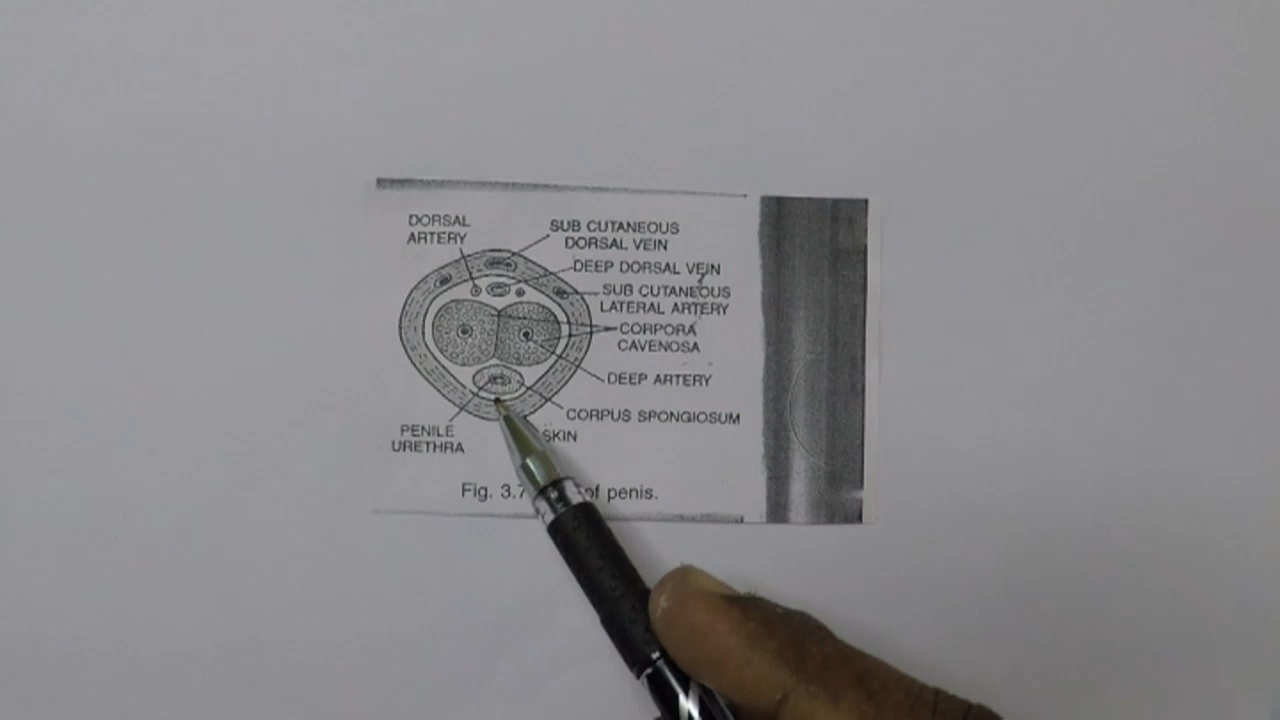 DORSAL
ARTERY
SUB CUTANEOUS
DORSAL VEIN
DEEP DORSAL VEIN
SUB CUTANEOUS
LATERAL ARTERY
CORPORA
CAVENOSA
DEEP ARTERY
CORPUS SPONGIOSUM
PENILE
URETHRA
SKIN
Fig. 3.7 of penis.